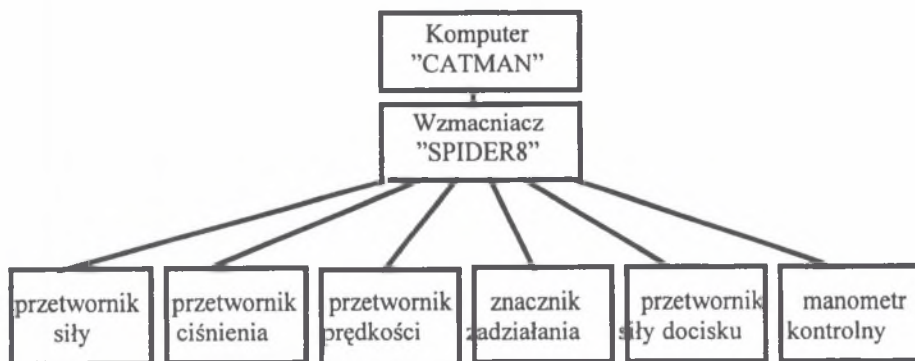 Komputer
”CATMAN”
Wzmacniacz
"SPIDER8”
przetwornik
siły
przetwornik
ciśnienia
przetwornik
prędkości
znacznik
zadziałania
przetwornik
siły docisku
manometr
kontrolny